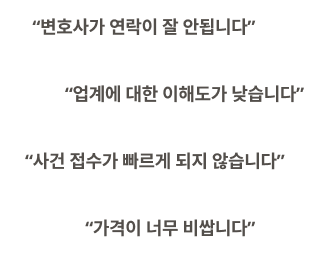 “변호사가 연락이 잘 안됩니다”
“업계에 대한 이해도가 낮습니다”
“사건 접수가 빠르게 되지 않습니다”
“가격이 너무 비쌉니다”